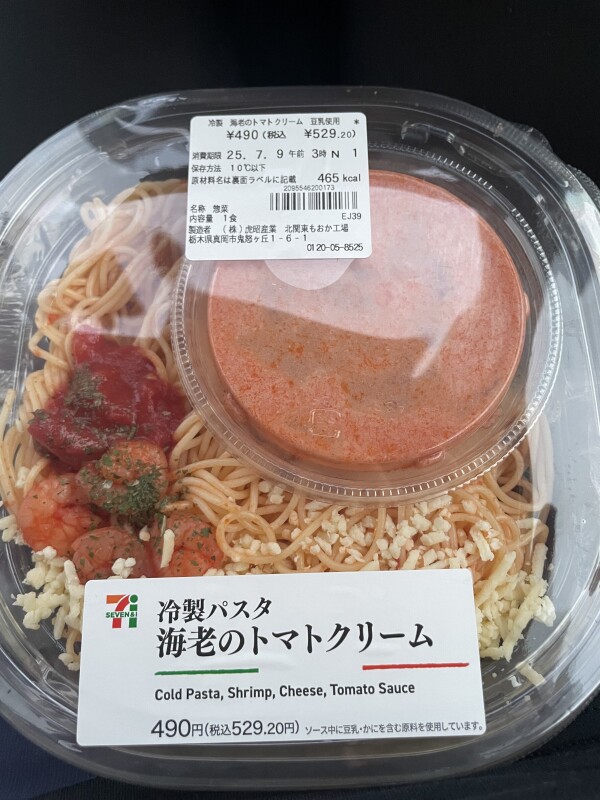 冷製 海老のトマトクリーム 豆乳使用 *
¥490(税込 ¥529.20)
消費期限 25. 7. 9 午前 3時 N 1
保存方法 10℃以下
原材料名は裏面ラベルに記載 465 kcal
2095546200173
名称 惣菜
内容量 1食 EJ39
製造者 (株)虎昭産業 北関東もおか工場
栃木県真岡市鬼怒ヶ丘1-6-1
0120-05-8525
SEVEN&i
冷製パスタ
海老のトマトクリーム
Cold Pasta, Shrimp, Cheese, Tomato Sauce
490円(税込529.20円) ソース中に豆乳・かにを含む原料を使用しています。